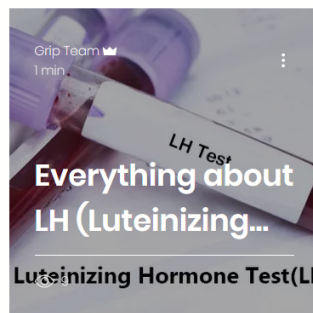 Grip Team
1 min
LH Test
Everything about
LH (Luteinizing...
Luteinizing Hormone Test(L